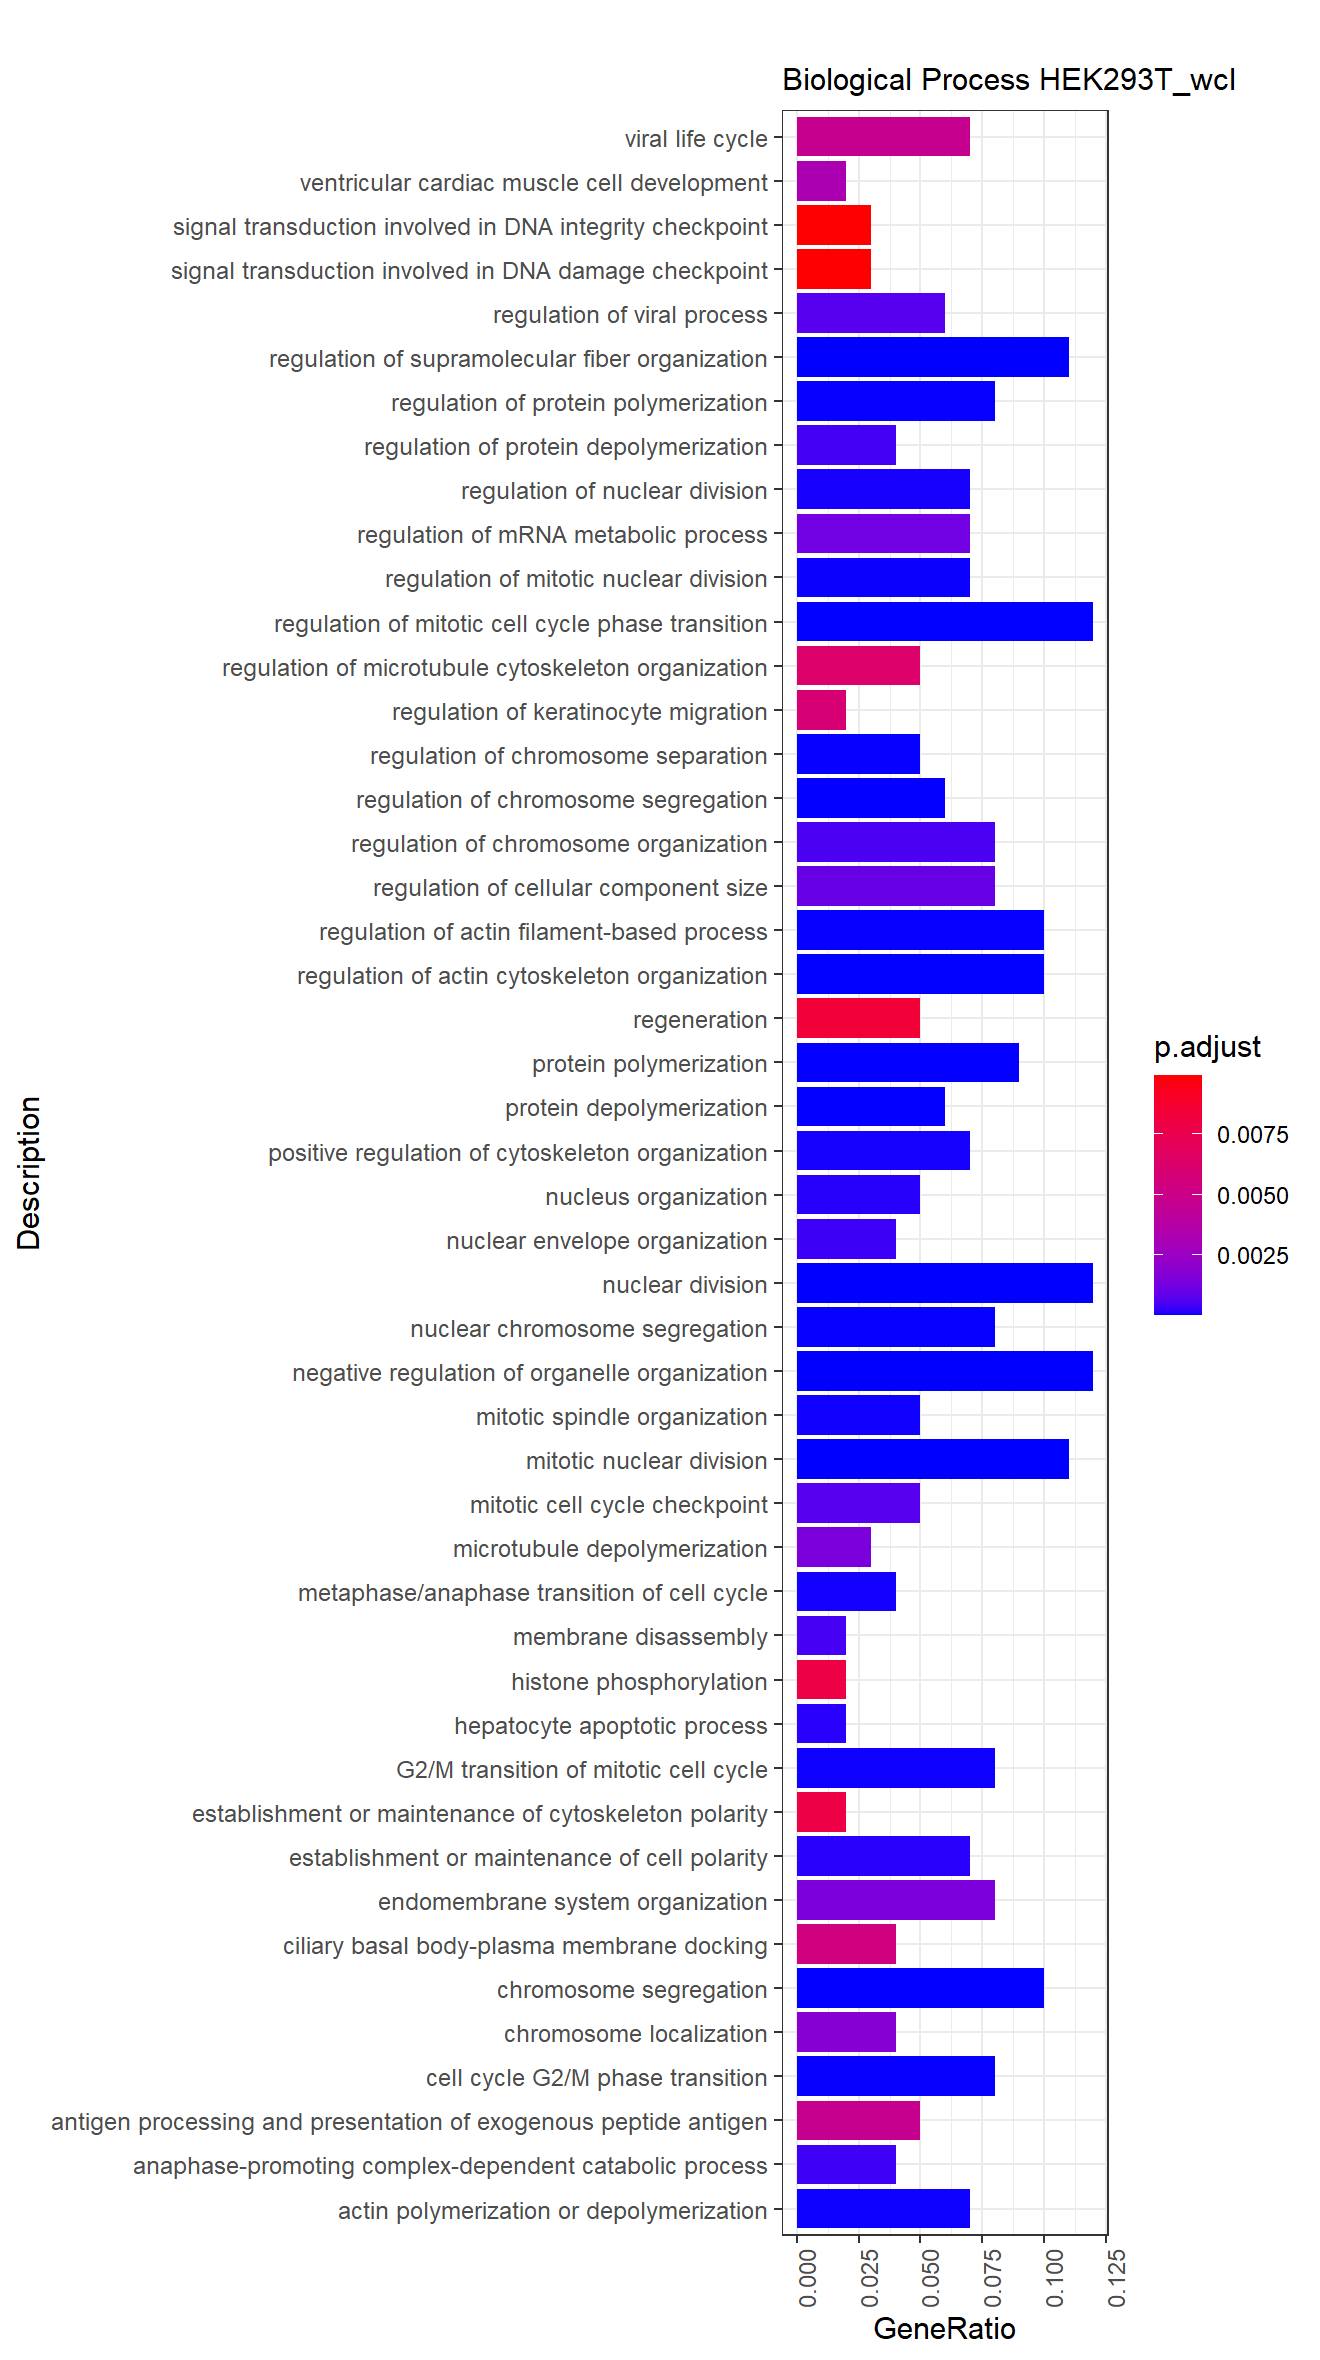 Biological Process HEK293T_wcl
viral life cycle
ventricular cardiac muscle cell development
signal transduction involved in DNA integrity checkpoint
signal transduction involved in DNA damage checkpoint
regulation of viral process
regulation of supramolecular fiber organization
regulation of protein polymerization
regulation of protein depolymerization
regulation of nuclear division
regulation of mRNA metabolic process
regulation of mitotic nuclear division
regulation of mitotic cell cycle phase transition
regulation of microtubule cytoskeleton organization
regulation of keratinocyte migration
regulation of chromosome separation
regulation of chromosome segregation
regulation of chromosome organization
regulation of cellular component size
regulation of actin filament-based process
regulation of actin cytoskeleton organization
regeneration
protein polymerization
protein depolymerization
positive regulation of cytoskeleton organization
nucleus organization
nuclear envelope organization
nuclear division
nuclear chromosome segregation
negative regulation of organelle organization
mitotic spindle organization
mitotic nuclear division
mitotic cell cycle checkpoint
microtubule depolymerization
metaphase/anaphase transition of cell cycle
membrane disassembly
histone phosphorylation
hepatocyte apoptotic process
G2/M transition of mitotic cell cycle
establishment or maintenance of cytoskeleton polarity
establishment or maintenance of cell polarity
endomembrane system organization
ciliary basal body-plasma membrane docking
chromosome segregation
chromosome localization
cell cycle G2/M phase transition
antigen processing and presentation of exogenous peptide antigen
anaphase-promoting complex-dependent catabolic process
actin polymerization or depolymerization
Description
0.000
0.025
0.050
0.075
0.100
0.125
GeneRatio
p.adjust
0.0075
0.0050
0.0025